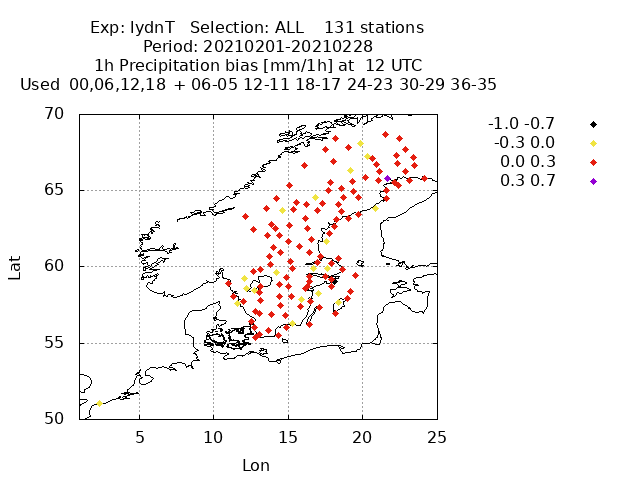 Exp: IydnT   Selection: ALL    131 stations
Period: 20210201-20210228
1h Precipitation bias [mm/1h] at  12 UTC
Used  00,06,12,18  + 06-05 12-11 18-17 24-23 30-29 36-35
-1.0 -0.7
-0.3 0.0
0.0 0.3
0.3 0.7
70
65
60
55
50
Lat
5 10 15 20 25
Lon